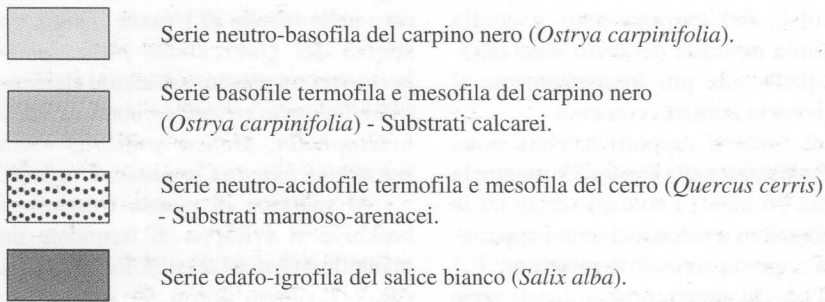 Serie neutro-basofila del carpino nero (Ostrya carpinifolia).
Serie basofile termofila e mesofila del carpino nero
(Ostrya carpinifolia) - Substrati calcarei.
Serie neutro-acidofile termofila e mesofila del cerro (Quercus cerris)
- Substrati marnoso-arenacei.
Serie edafo-igrofila del salice bianco (Salix alba).